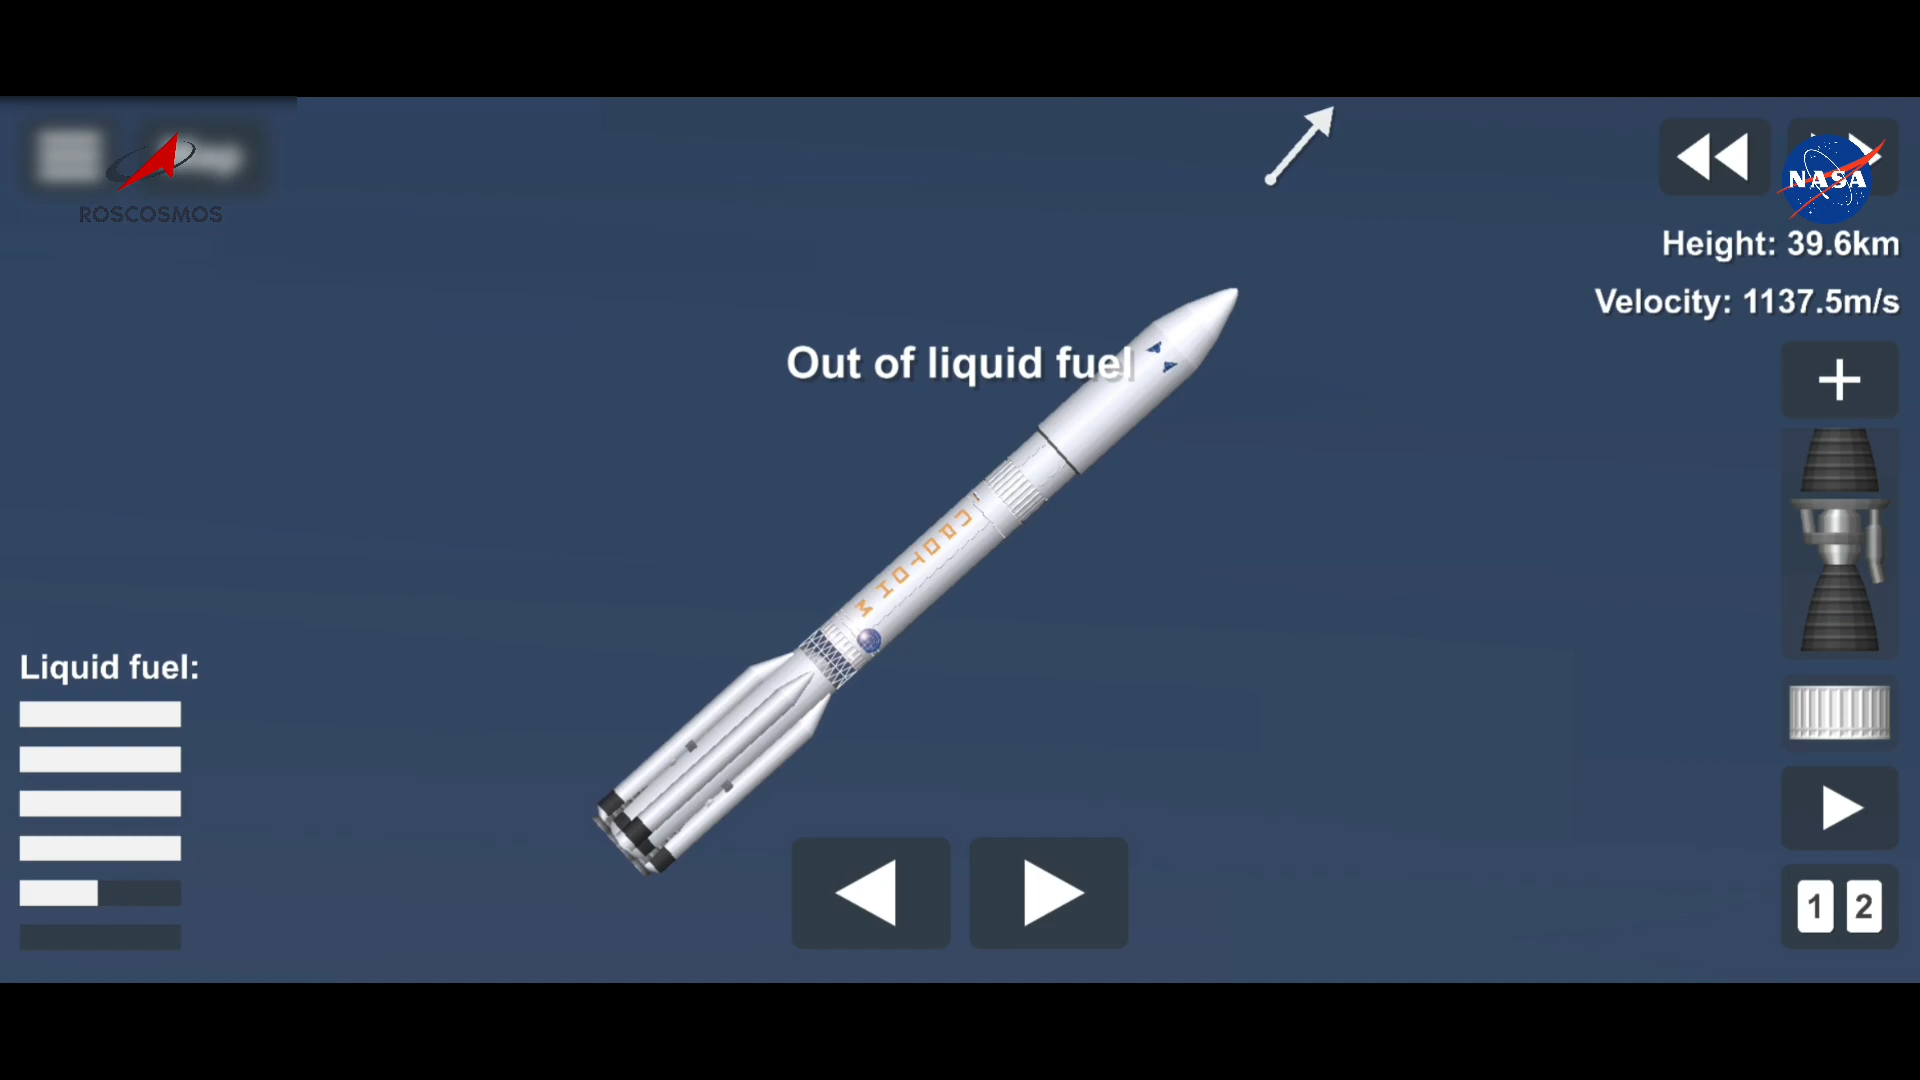 ROSCOSMOS
NASA
Height: 39.6km
Velocity: 1137.5m/s
Out of liquid fuel
Liquid fuel:
1 2